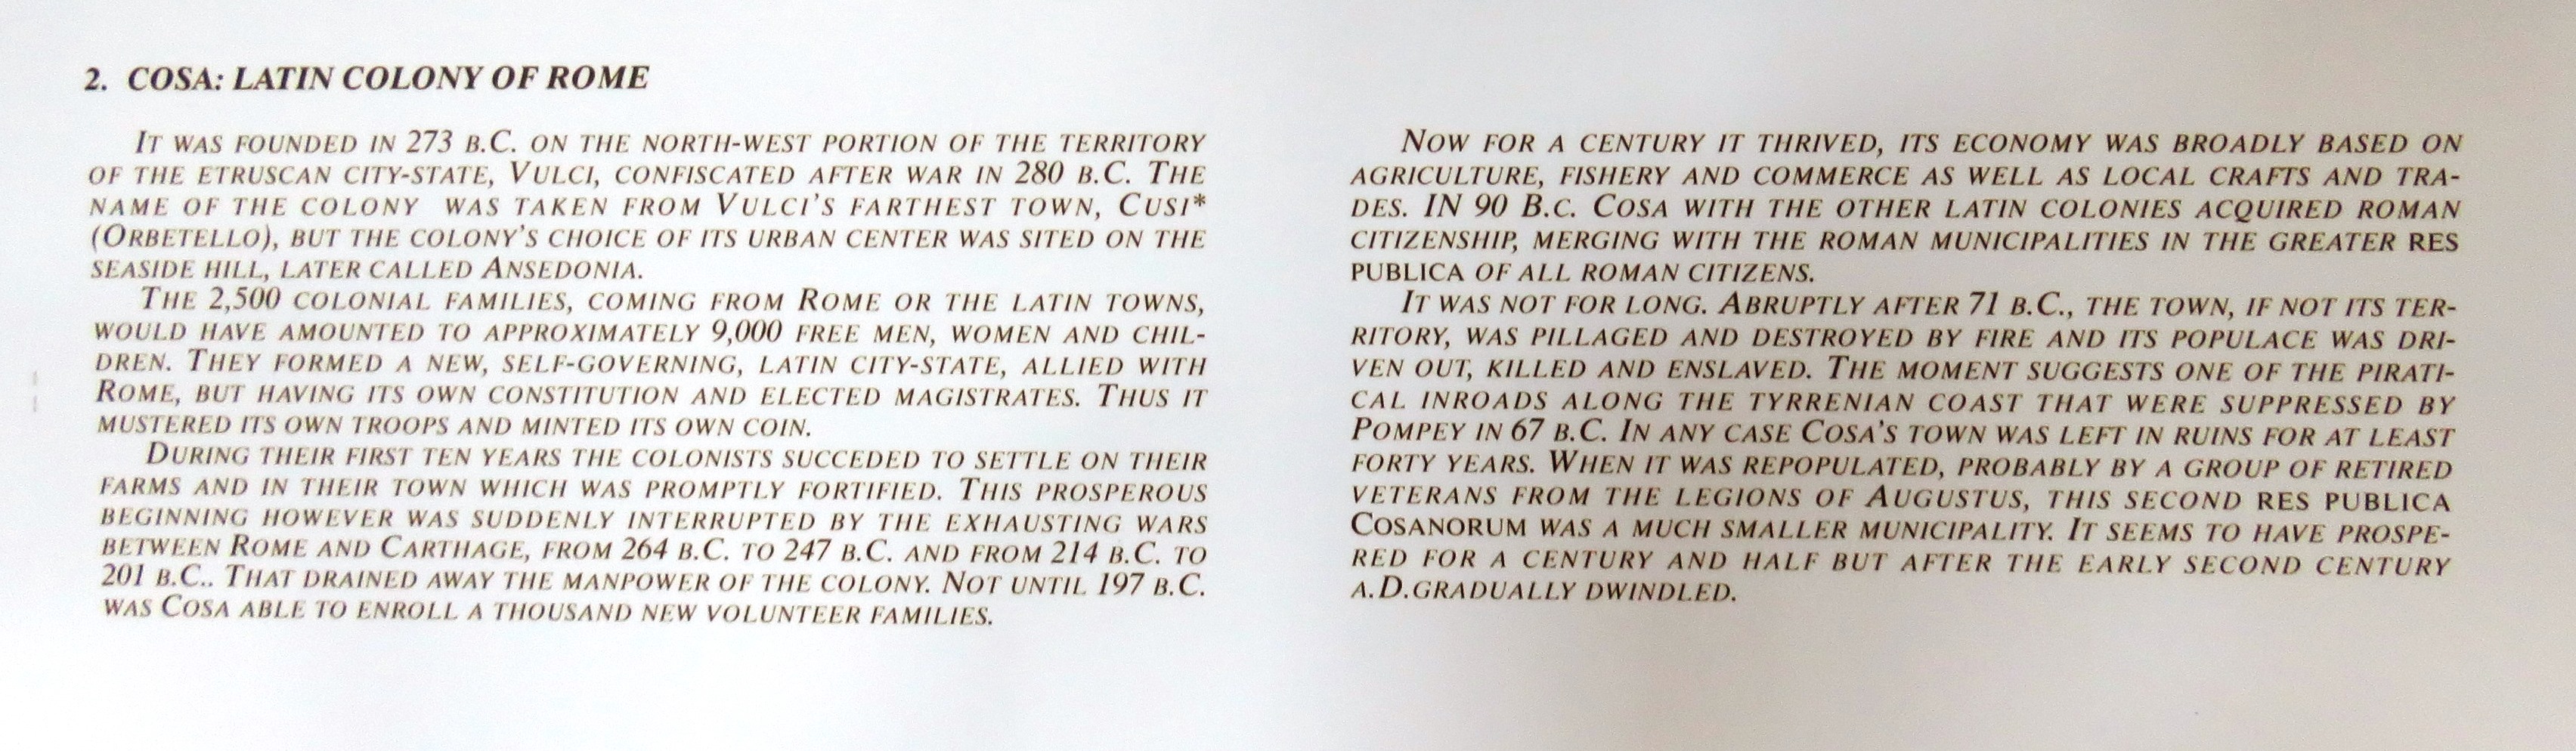 2. COSA: LATIN COLONY OF ROME
IT WAS FOUNDED IN 273 B.C. ON THE NORTH-WEST PORTION OF THE TERRITORY
OF THE ETRUSCAN CITY-STATE, VULCI, CONFISCATED AFTER WAR IN 280 B.C. THE
NAME OF THE COLONY WAS TAKEN FROM VULCI'S FARTHEST TOWN, CUSI*
(ORBETELLO), BUT THE COLONY'S CHOICE OF ITS URBAN CENTER WAS SITED ON THE
SEASIDE HILL, LATER CALLED ANSEDONIA.
THE 2,500 COLONIAL FAMILIES, COMING FROM ROME OR THE LATIN TOWNS,
WOULD HAVE AMOUNTED TO APPROXIMATELY 9,000 FREE MEN, WOMEN AND CHIL-
DREN. THEY FORMED A NEW, SELF-GOVERNING, LATIN CITY-STATE, ALLIED WITH
ROME, BUT HAVING ITS OWN CONSTITUTION AND ELECTED MAGISTRATES. THUS IT
MUSTERED ITS OWN TROOPS AND MINTED ITS OWN COIN.
DURING THEIR FIRST TEN YEARS THE COLONISTS SUCCEDED TO SETTLE ON THEIR
FARMS AND IN THEIR TOWN WHICH WAS PROMPTLY FORTIFIED. THIS PROSPEROUS
BEGINNING HOWEVER WAS SUDDENLY INTERRUPTED BY THE EXHAUSTING WARS
BETWEEN ROME AND CARTHAGE, FROM 264 B.C. TO 247 B.C. AND FROM 214 B.C. TO
201 B.C.. THAT DRAINED AWAY THE MANPOWER OF THE COLONY. NOT UNTIL 197 B.C.
WAS COSA ABLE TO ENROLL A THOUSAND NEW VOLUNTEER FAMILIES.
NOW FOR A CENTURY IT THRIVED, ITS ECONOMY WAS BROADLY BASED ON
AGRICULTURE, FISHERY AND COMMERCE AS WELL AS LOCAL CRAFTS AND TRA-
DES. IN 90 B.C. COSA WITH THE OTHER LATIN COLONIES ACQUIRED ROMAN
CITIZENSHIP, MERGING WITH THE ROMAN MUNICIPALITIES IN THE GREATER RES
PUBLICA OF ALL ROMAN CITIZENS.
IT WAS NOT FOR LONG. ABRUPTLY AFTER 71 B.C., THE TOWN, IF NOT ITS TER-
RITORY, WAS PILLAGED AND DESTROYED BY FIRE AND ITS POPULACE WAS DRI-
VEN OUT, KILLED AND ENSLAVED. THE MOMENT SUGGESTS ONE OF THE PIRATI-
CAL INROADS ALONG THE TYRRENIAN COAST THAT WERE SUPPRESSED BY
POMPEY IN 67 B.C. IN ANY CASE COSA'S TOWN WAS LEFT IN RUINS FOR AT LEAST
FORTY YEARS. WHEN IT WAS REPOPULATED, PROBABLY BY A GROUP OF RETIRED
VETERANS FROM THE LEGIONS OF AUGUSTUS, THIS SECOND RES PUBLICA
COSANORUM WAS A MUCH SMALLER MUNICIPALITY. IT SEEMS TO HAVE PROSPE-
RED FOR A CENTURY AND HALF BUT AFTER THE EARLY SECOND CENTURY
A.D.GRADUALLY DWINDLED.